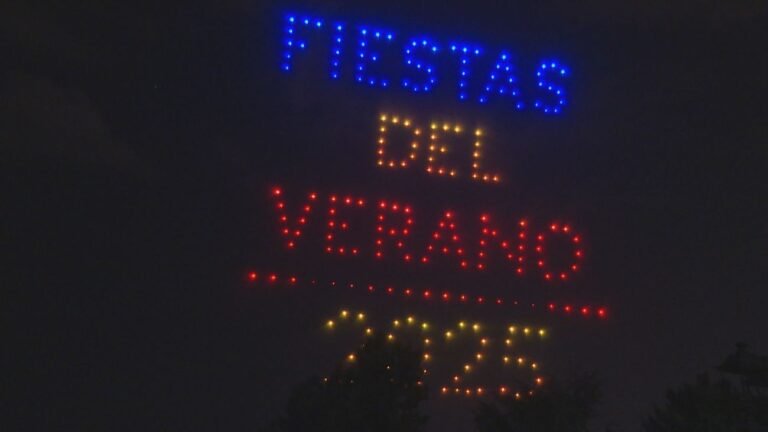 FIESTAS
DEL
VERANO
2025